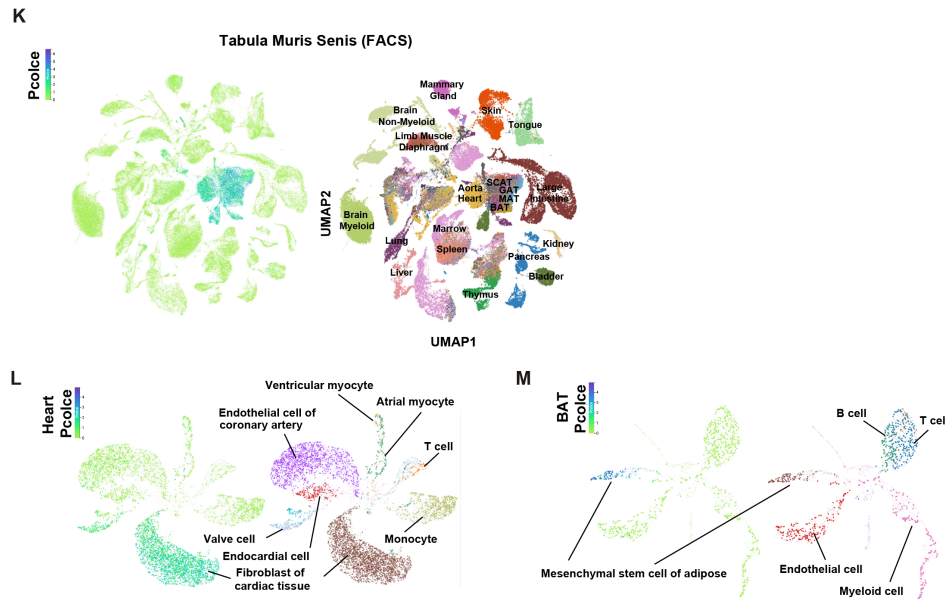 K
Tabula Muris Senis (FACS)
Pcolce
Mammary
Gland
Brain
Non-Myeloid
Skin
Tongue
Limb Muscle
Diaphragm
UMAP2
Aorta
Heart
SCAT
GAT
MAT
BAT
Large
Intestine
Brain
Myeloid
Lung
Marrow
Spleen
Kidney
Pancreas
Liver
Bladder
Thymus
UMAP1
L
Heart
Pcolce
Ventricular myocyte
Endothelial cell of
coronary artery
Atrial myocyte
T cell
Valve cell
Endocardial cell
Monocyte
Fibroblast of
cardiac tissue
M
BAT
Pcolce
B cell
T cel
Mesenchymal stem cell of adipose
Endothelial cell
Myeloid cell